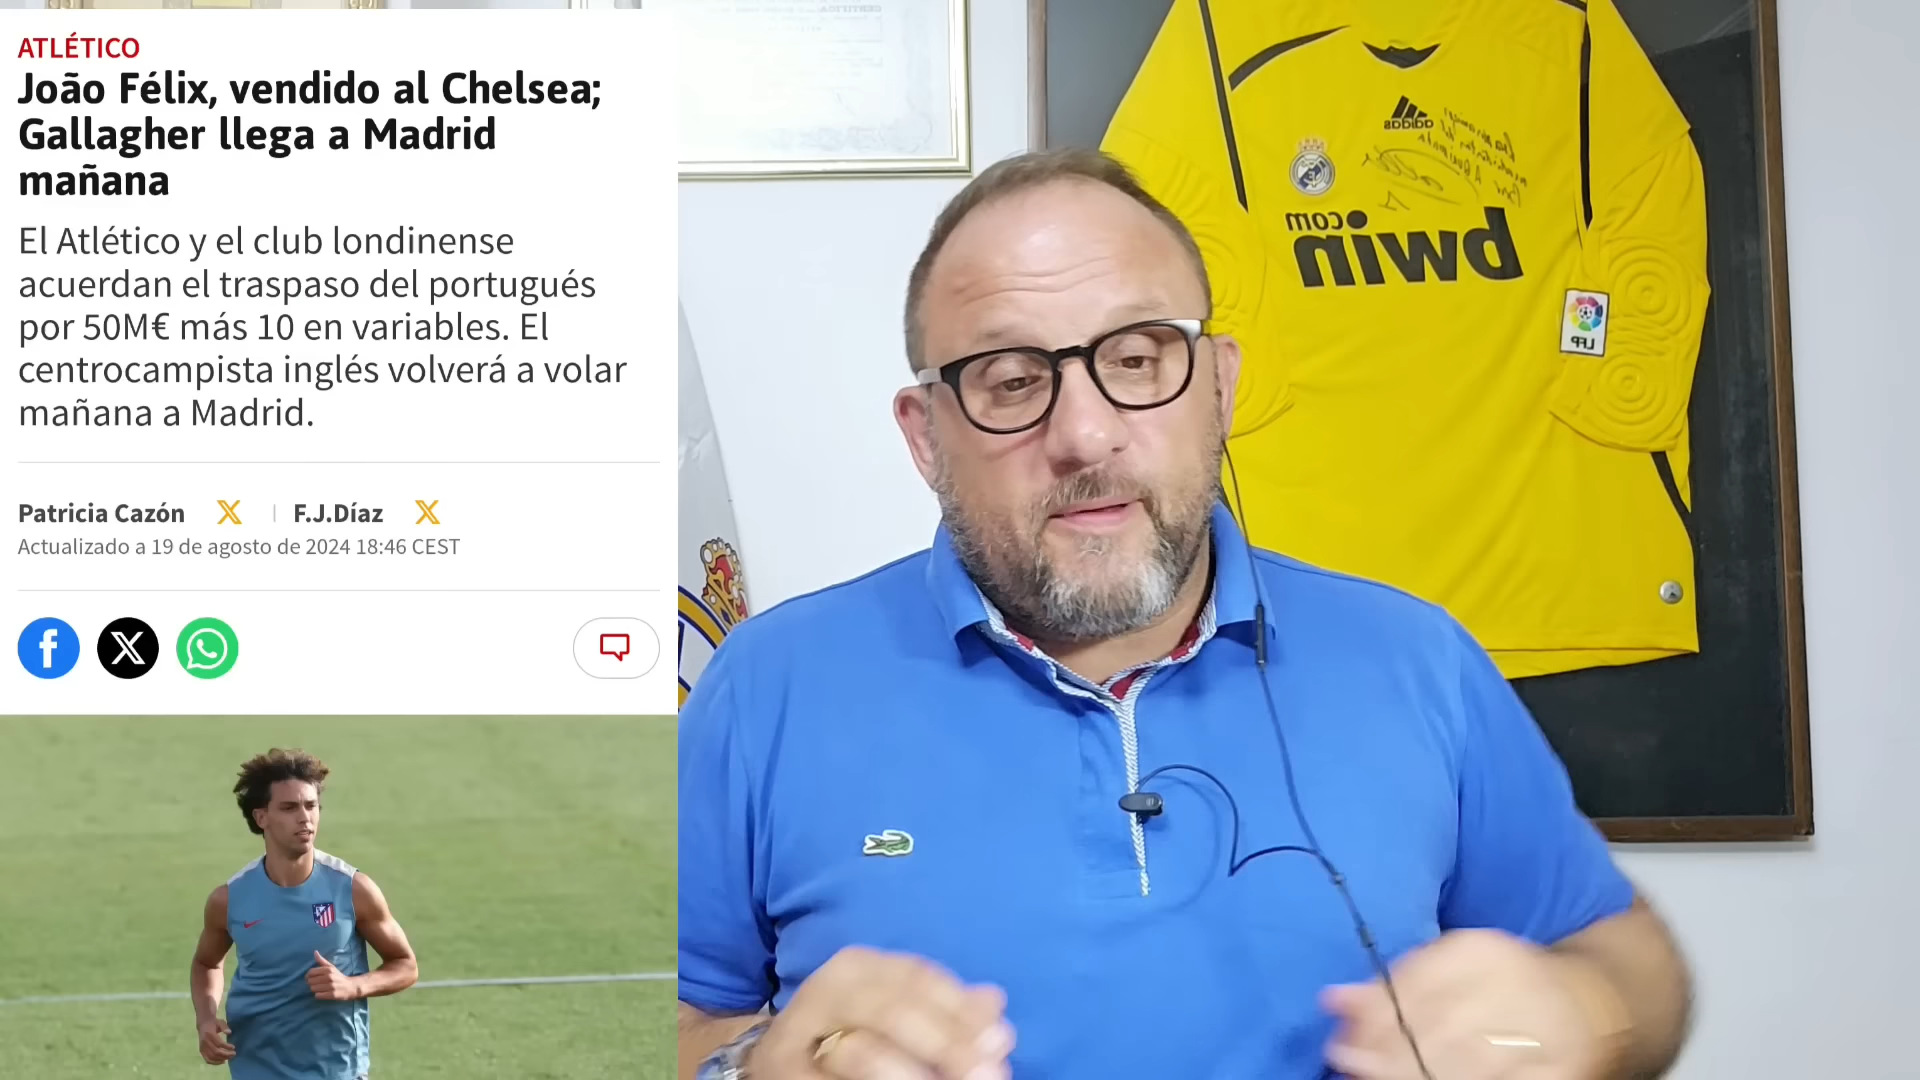 ATLÉTICO
João Félix, vendido al Chelsea;
Gallagher llega a Madrid
mañana
El Atlético y el club londinense
acuerdan el traspaso del portugués
por 50M€ más 10 en variables. El
centrocampista inglés volverá a volar
mañana a Madrid.
Patricia Cazón
F.J.Díaz
Actualizado a 19 de agosto de 2024 18:46 CEST
adidas
bwin
.com
LFP